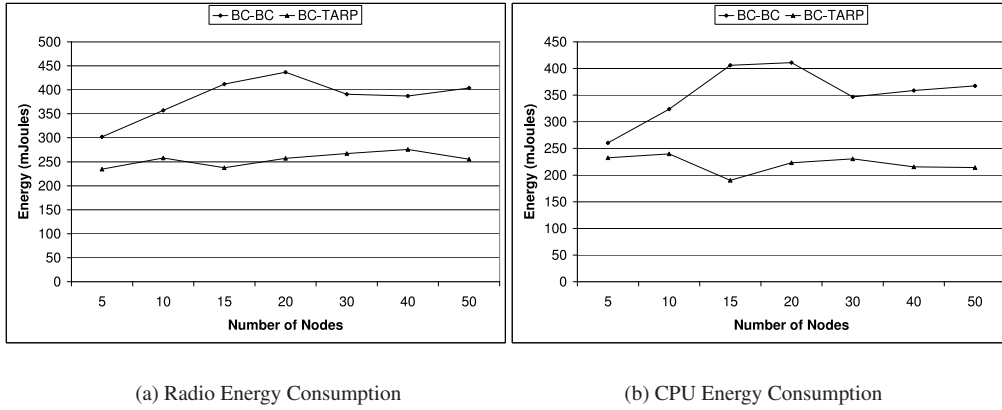 BC-BC BC-TARP
500
450
400
350
300
250
200
150
100
50
0
Energy (mJoules)
5 10 15 20 30 40 50
Number of Nodes
(a) Radio Energy Consumption
BC-BC BC-TARP
450
400
350
300
250
200
150
100
50
0
Energy (mJoules)
5 10 15 20 30 40 50
Number of Nodes
(b) CPU Energy Consumption